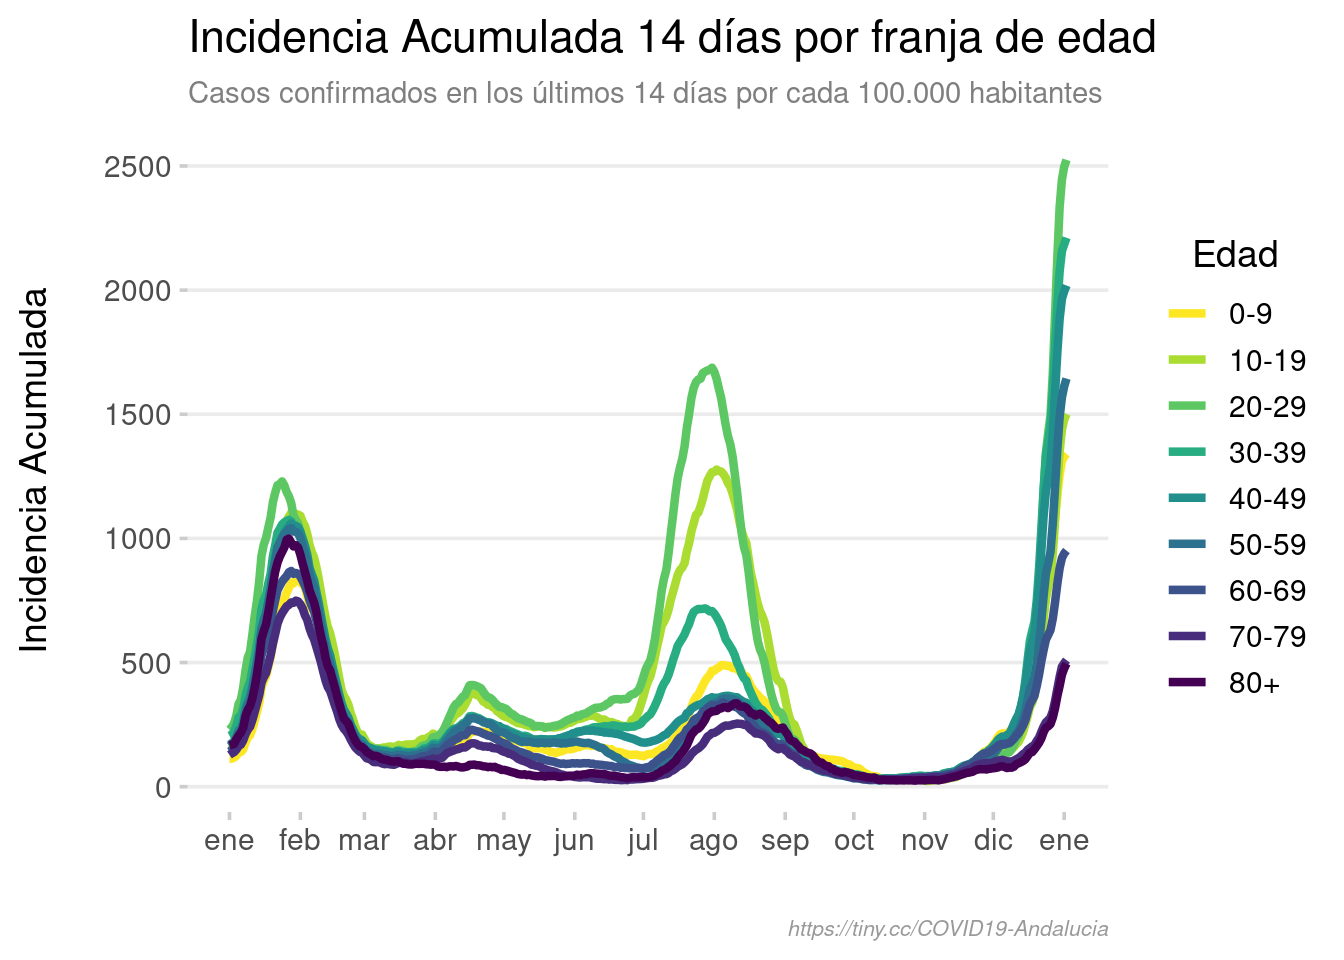 Incidencia Acumulada 14 días por franja de edad
Casos confirmados en los últimos 14 días por cada 100.000 habitantes
Incidencia Acumulada
2500
2000
1500
1000
500
0
ene feb mar abr may jun jul ago sep oct nov dic ene
Edad
0-9
10-19
20-29
30-39
40-49
50-59
60-69
70-79
80+
https://tiny.cc/COVID19-Andalucia